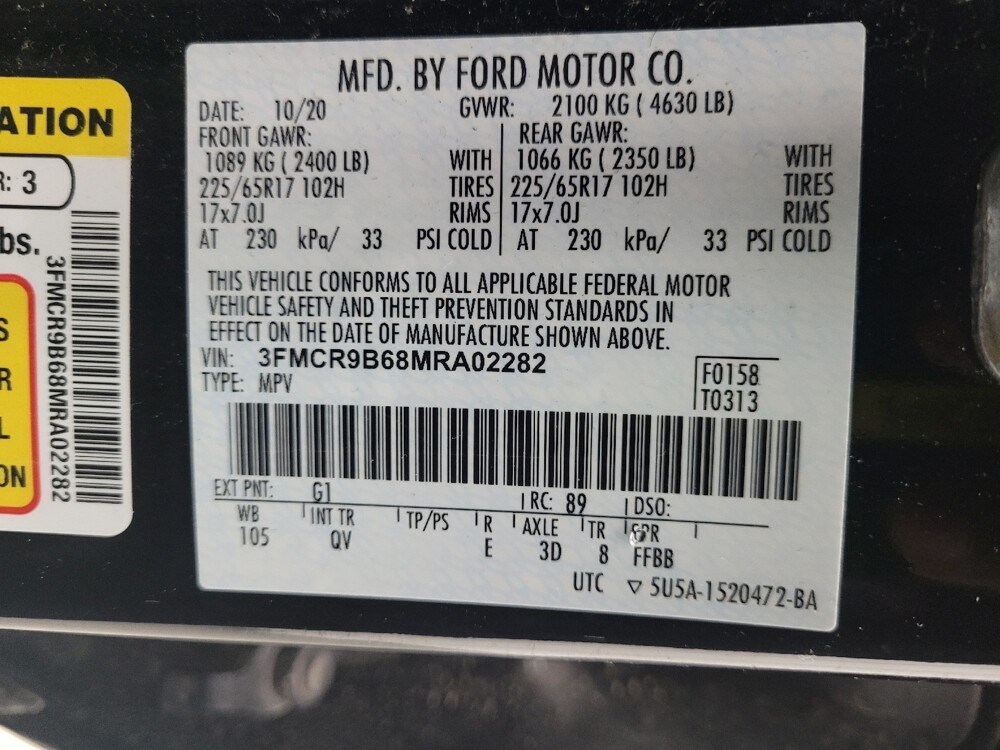 ATION
R: 3
bs.
3FMCR9B68MRA02282
S
R
L
ON
MFD. BY FORD MOTOR CO.
DATE: 10/20 GVWR: 2100 KG ( 4630 LB)
FRONT GAWR: REAR GAWR:
1089 KG ( 2400 LB) WITH 1066 KG ( 2350 LB) WITH
225/65R17 102H TIRES 225/65R17 102H TIRES
17x7.0J RIMS 17x7.0J RIMS
AT 230 kPa/ 33 PSI COLD AT 230 kPa/ 33 PSI COLD
THIS VEHICLE CONFORMS TO ALL APPLICABLE FEDERAL MOTOR
VEHICLE SAFETY AND THEFT PREVENTION STANDARDS IN
EFFECT ON THE DATE OF MANUFACTURE SHOWN ABOVE.
VIN: 3FMCR9B68MRA02282
TYPE: MPV
F0158
T0313
EXT PNT: G1 RC: 89 DSO:
WB INT TR TP/PS R AXLE TR
105 QV E 3D 8 FFBB
UTC ▽ 5U5A-1520472-BA